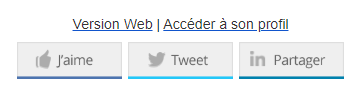 Version Web | Accéder à son profil
J'aime Tweet Partager